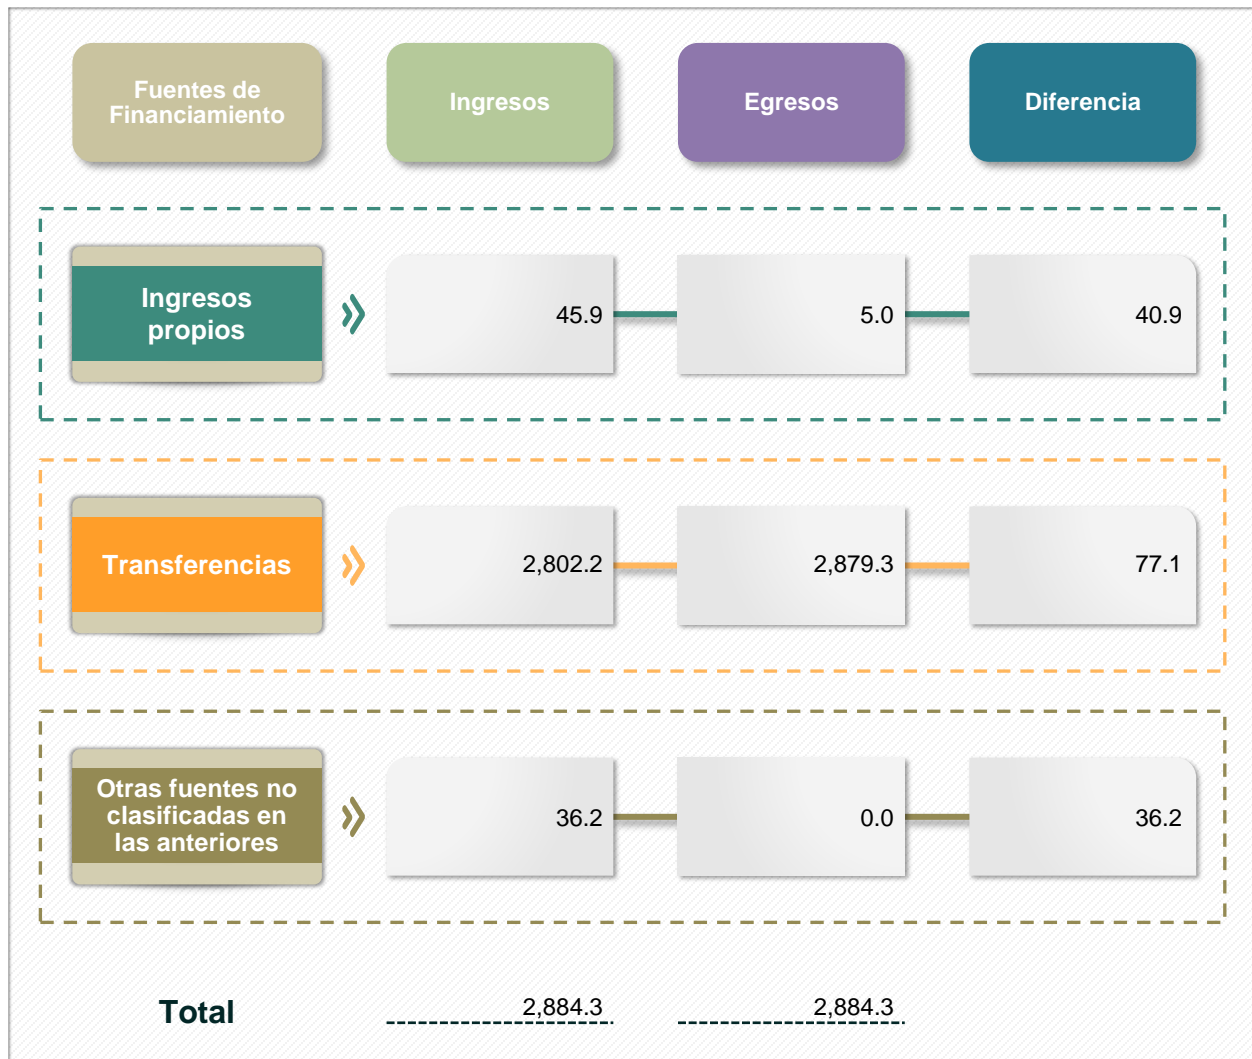 Fuentes de
Financiamiento
Ingresos
Egresos
Diferencia
Ingresos
propios
45.9
5.0
40.9
Transferencias
2,802.2
2,879.3
77.1
Otras fuentes no
clasificadas en
las anteriores
36.2
0.0
36.2
Total
2,884.3
2,884.3